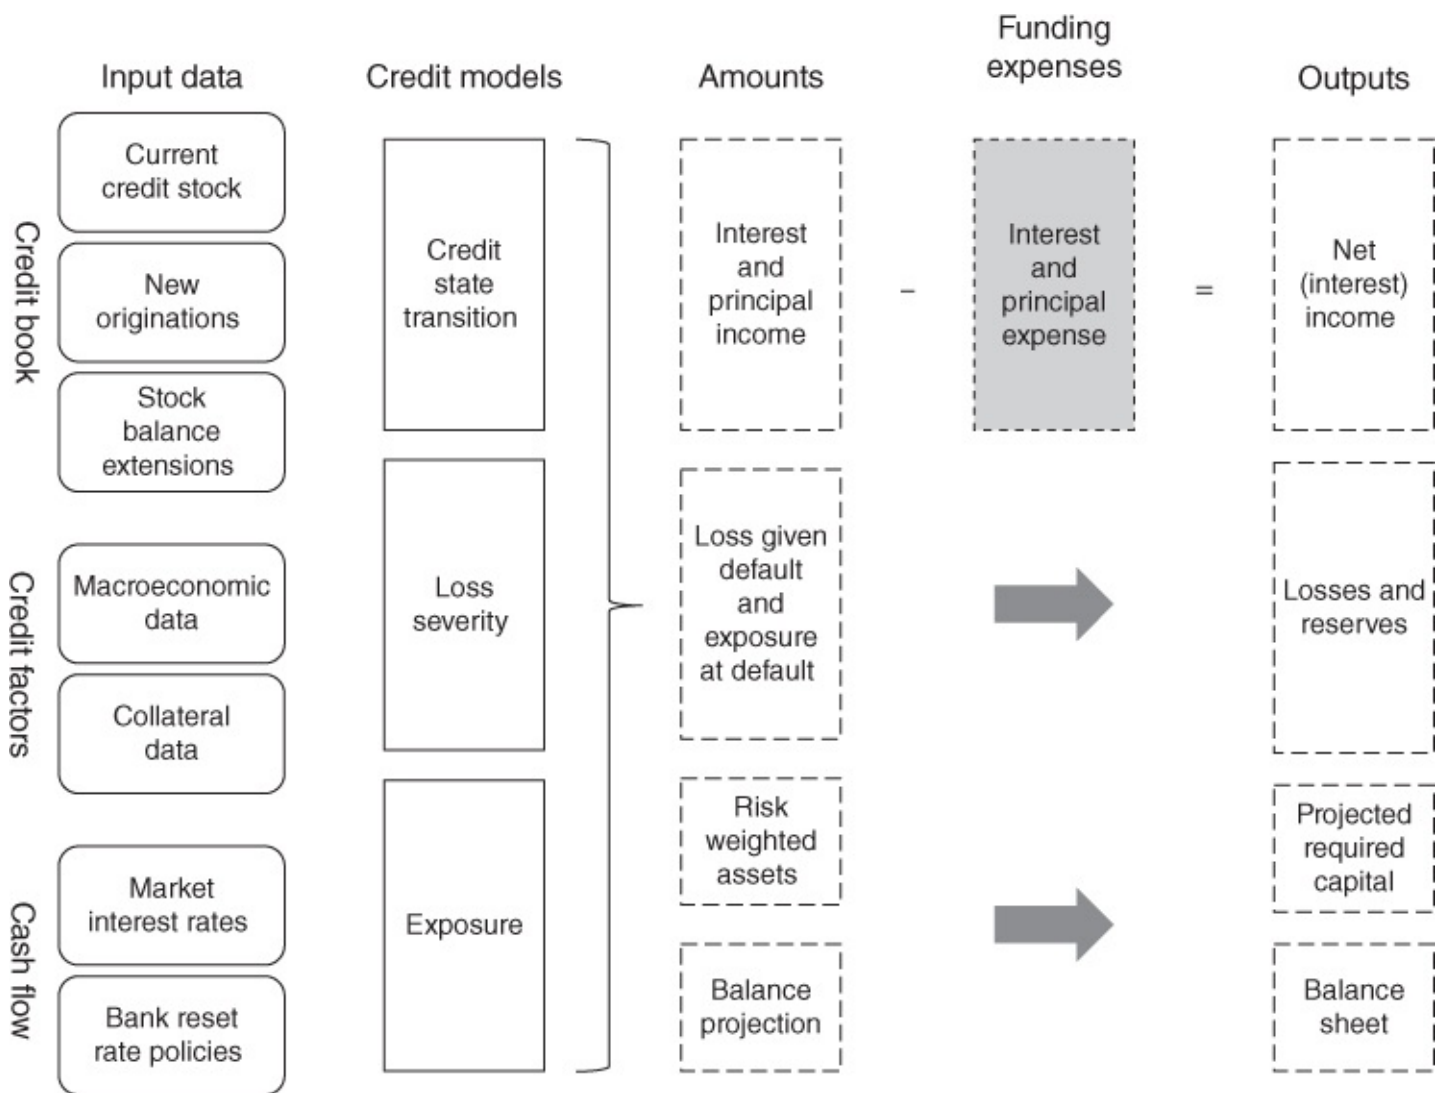 Input data
Credit models
Amounts
Funding
expenses
Outputs
Credit book
Current
credit stock
New
originations
Stock
balance
extensions
Credit factors
Macroeconomic
data
Collateral
data
Cash flow
Market
interest rates
Bank reset
rate policies
Credit
state
transition
Loss
severity
Exposure
Interest
and
principal
income
–
Interest
and
principal
expense
=
Net
(interest)
income
Loss given
default
and
exposure
at default
Losses and
reserves
Risk
weighted
assets
Projected
required
capital
Balance
projection
Balance
sheet